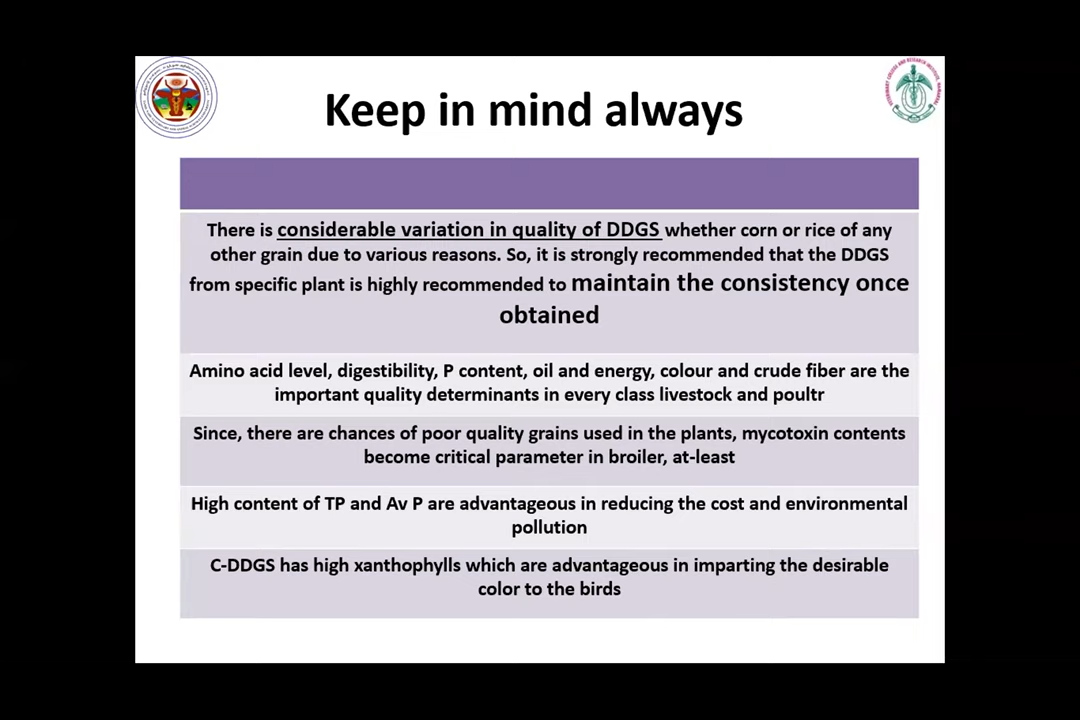 Keep in mind always
There is considerable variation in quality of DDGS whether corn or rice of any
other grain due to various reasons. So, it is strongly recommended that the DDGS
from specific plant is highly recommended to maintain the consistency once
obtained
Amino acid level, digestibility, P content, oil and energy, colour and crude fiber are the
important quality determinants in every class livestock and poultr
Since, there are chances of poor quality grains used in the plants, mycotoxin contents
become critical parameter in broiler, at-least
High content of TP and Av P are advantageous in reducing the cost and environmental
pollution
C-DDGS has high xanthophylls which are advantageous in imparting the desirable
color to the birds